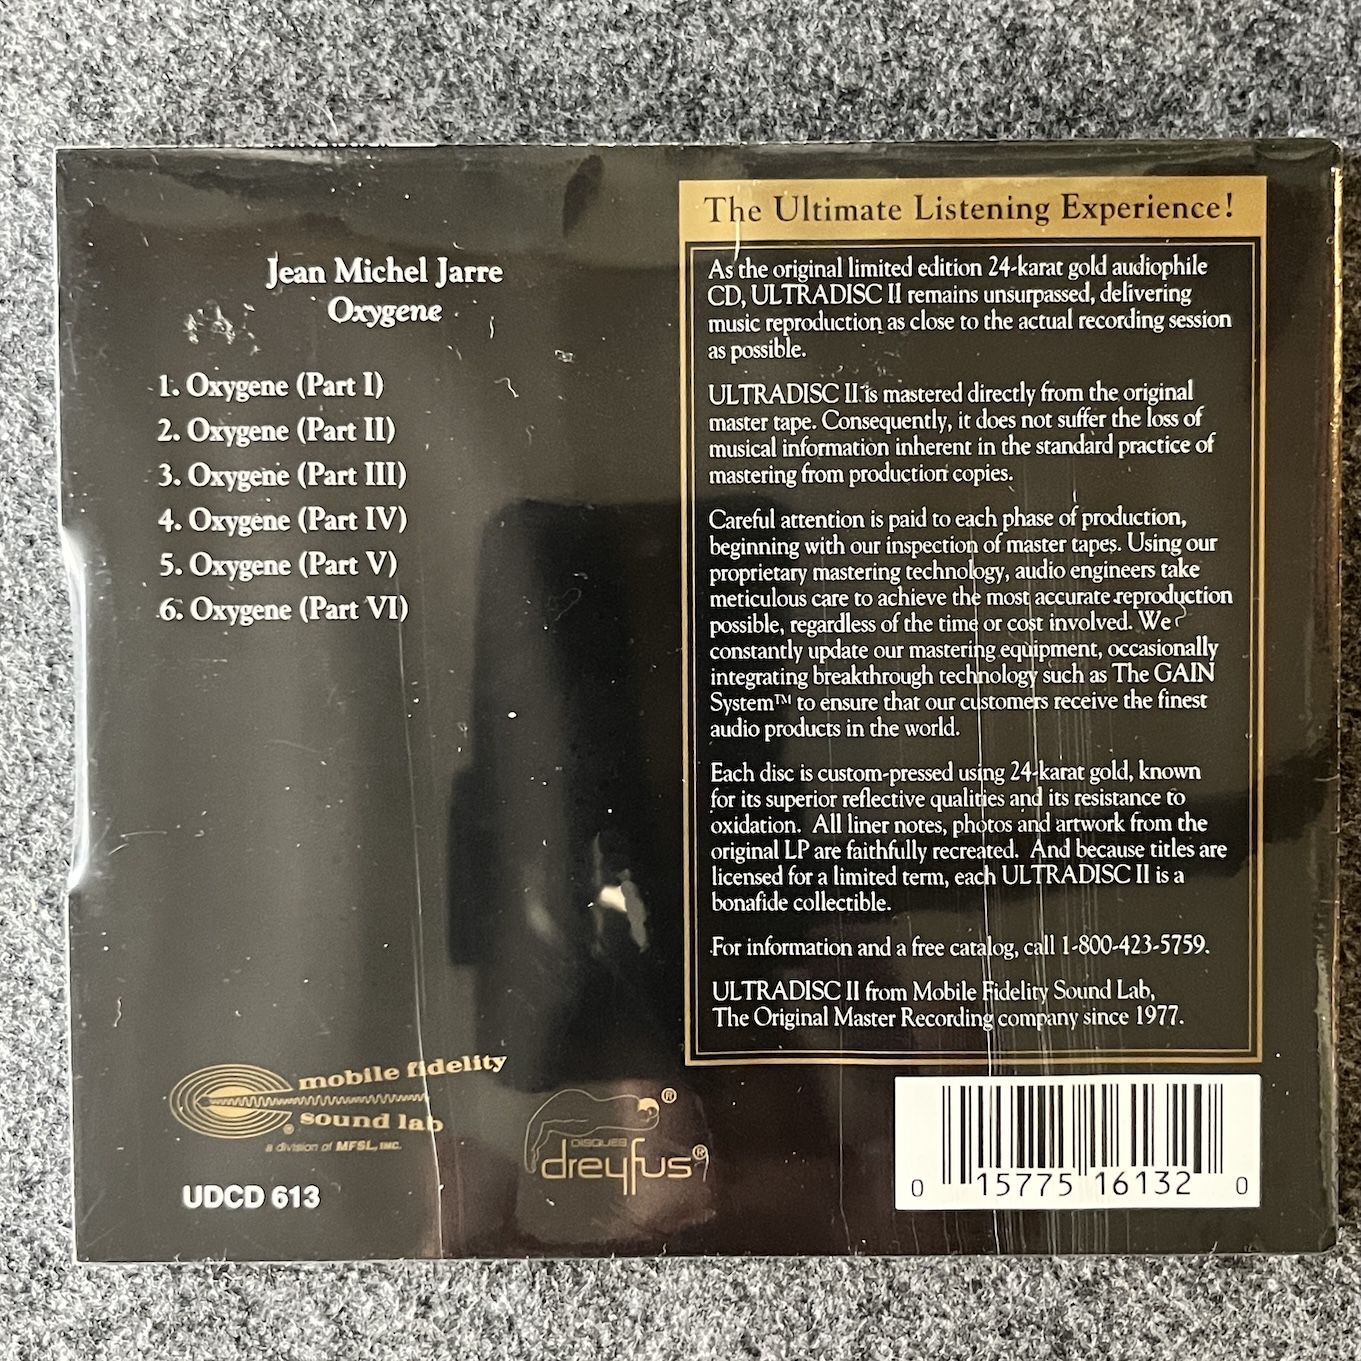 Jean Michel Jarre
Oxygene
1. Oxygene (Part I)
2. Oxygene (Part II)
3. Oxygene (Part III)
4. Oxygene (Part IV)
5. Oxygene (Part V)
6. Oxygene (Part VI)
The Ultimate Listening Experience!
As the original limited edition 24-karat gold audiophile
CD, ULTRADISC II remains unsurpassed, delivering
music reproduction as close to the actual recording session
as possible.
ULTRADISC II is mastered directly from the original
master tape. Consequently, it does not suffer the loss of
musical information inherent in the standard practice of
mastering from production copies.
Careful attention is paid to each phase of production,
beginning with our inspection of master tapes. Using our
proprietary mastering technology, audio engineers take
meticulous care to achieve the most accurate reproduction
possible, regardless of the time or cost involved. We
constantly update our mastering equipment, occasionally
integrating breakthrough technology such as The GAIN
System™ to ensure that our customers receive the finest
audio products in the world.
Each disc is custom-pressed using 24-karat gold, known
for its superior reflective qualities and its resistance to
oxidation. All liner notes, photos and artwork from the
original LP are faithfully recreated. And because titles are
licensed for a limited term, each ULTRADISC II is a
bonafide collectible.
For information and a free catalog, call 1-800-423-5759.
ULTRADISC II from Mobile Fidelity Sound Lab,
The Original Master Recording company since 1977.
mobile fidelity
® sound lab
a division of MFSL, INC.
UDCD 613
®
DISQUES
dreyfus®
0 15775 16132 0